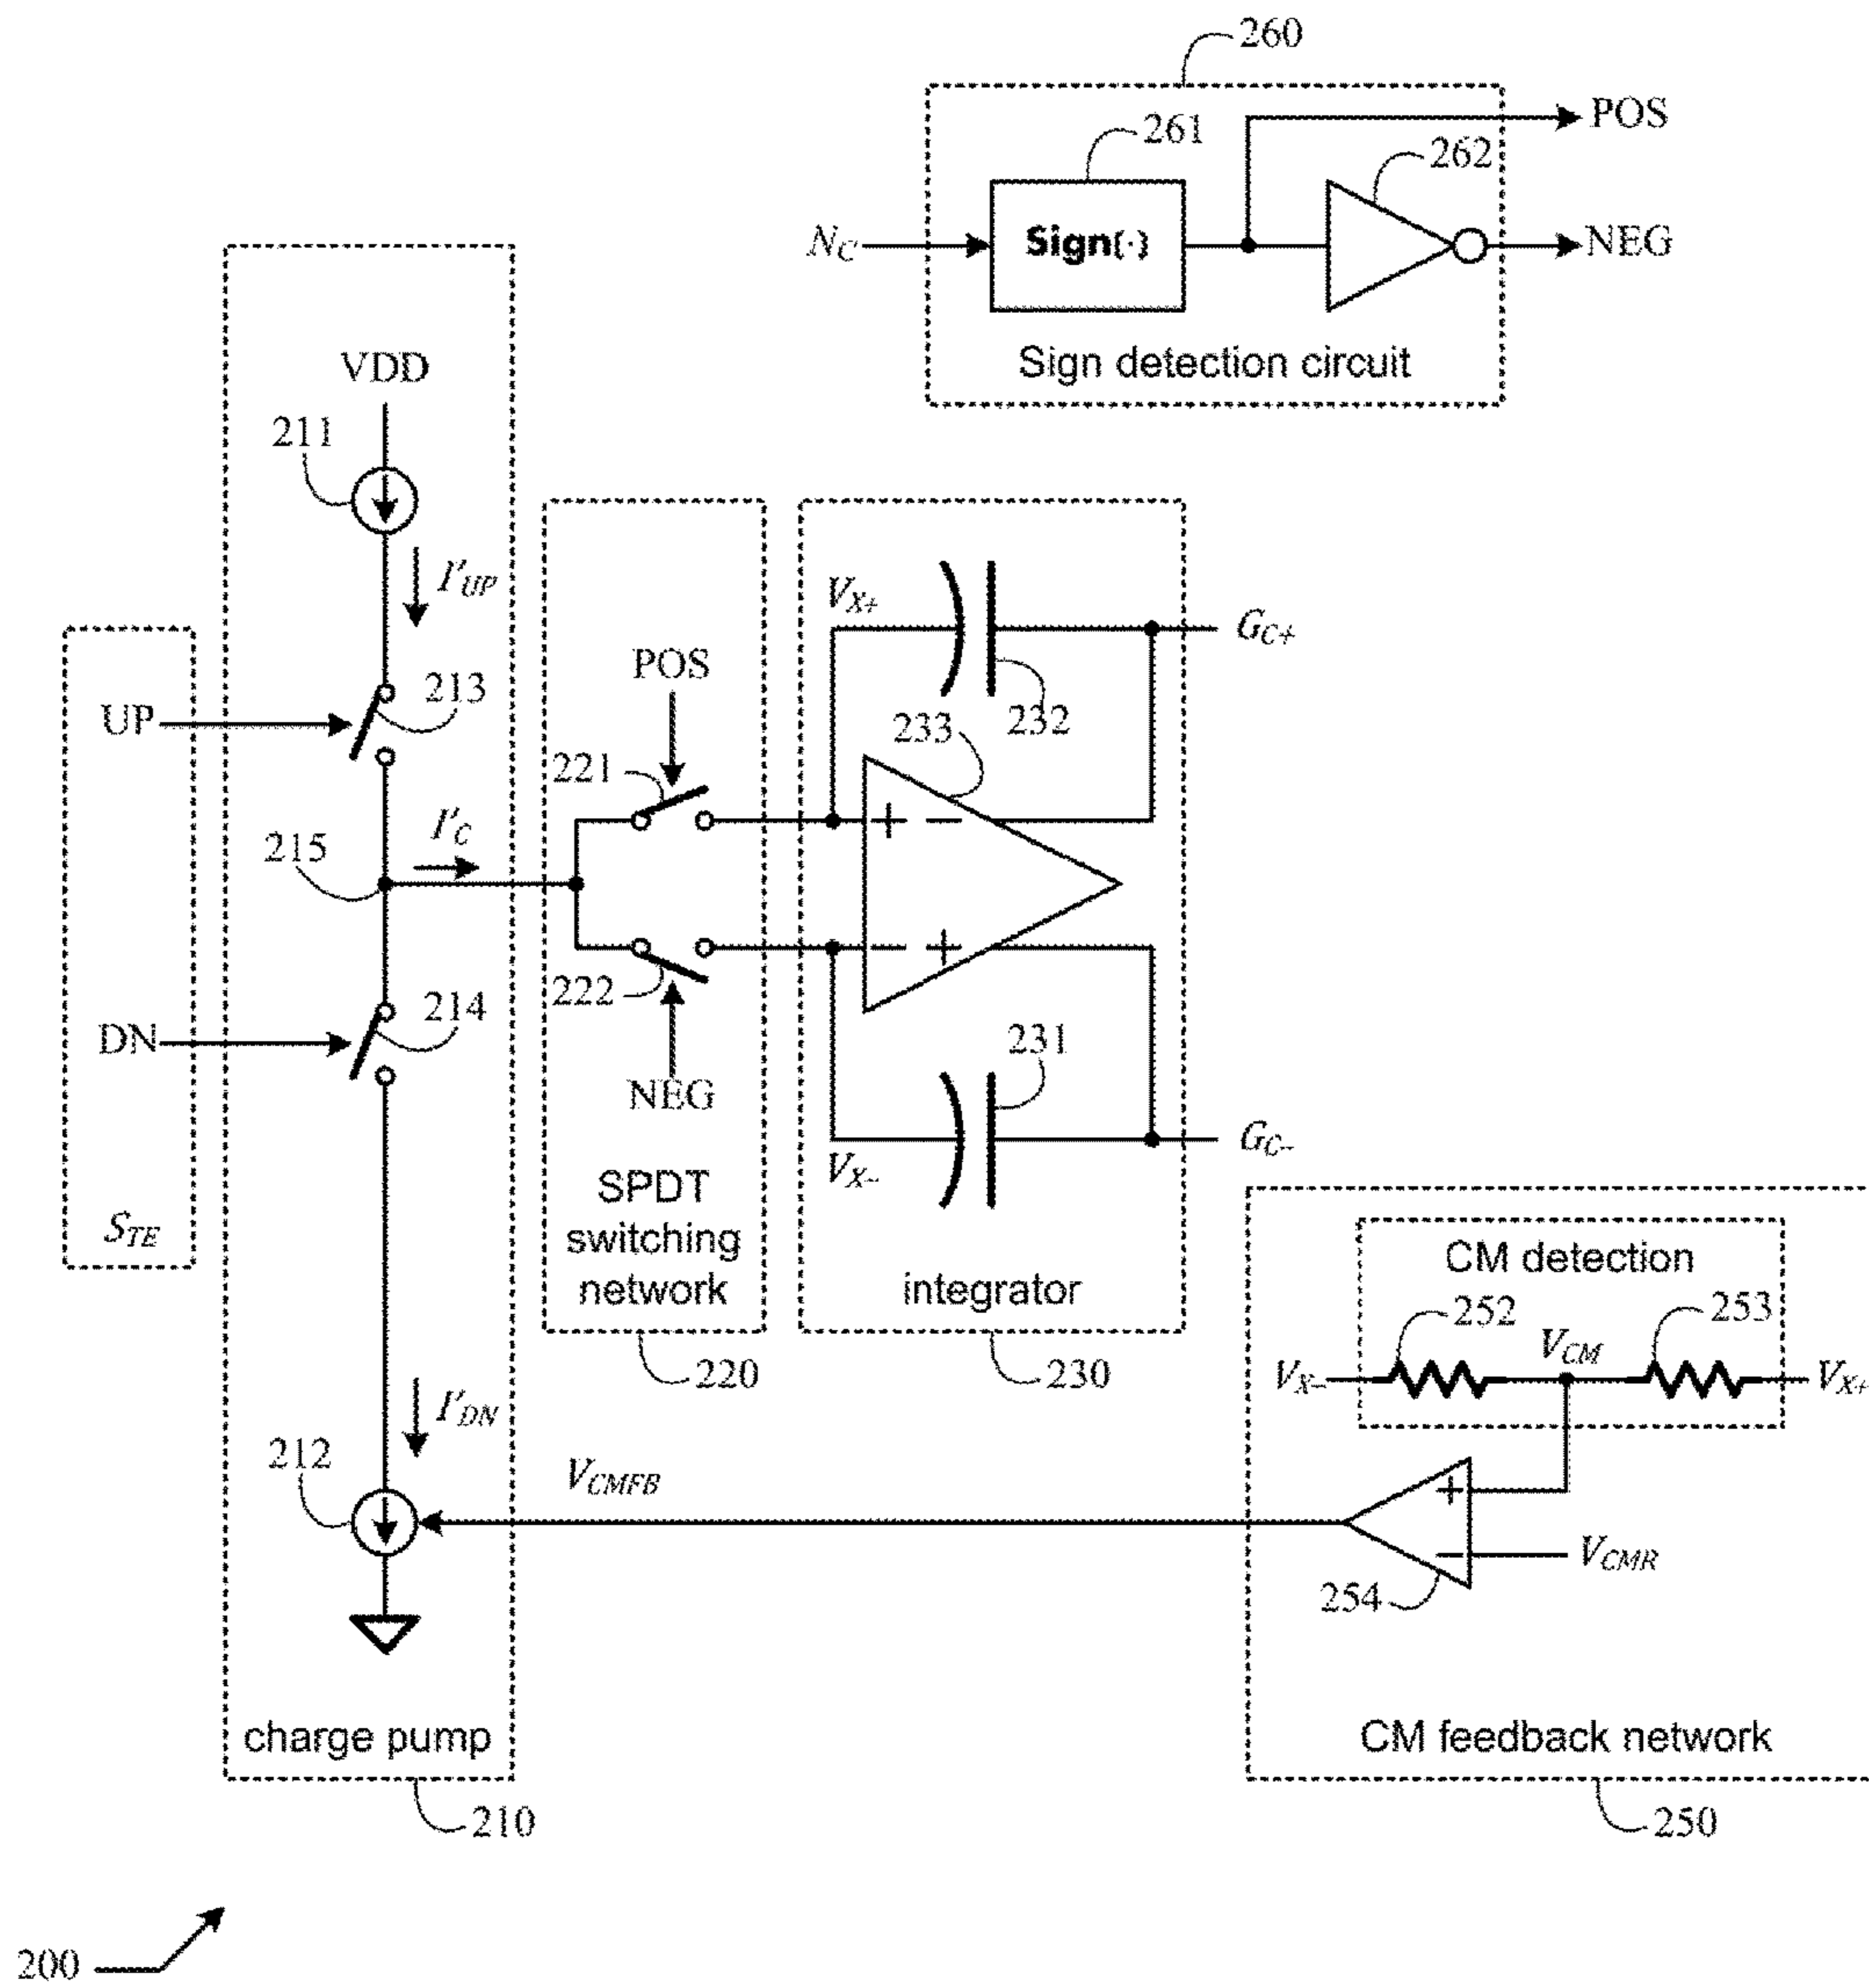 260
261
POS
262
N_C
Sign(·)
NEG
Sign detection circuit
VDD
211
I'_UP
V_X+
G_C+
POS
213
UP
232
233
221
I'_C
+ −
215
− +
222
214
DN
231
NEG
G_C−
V_X−
SPDT
switching
network
S_TE
integrator
CM detection
252
253
V_CM
220
230
V_X−
V_X+
I'_DN
212
V_CMFB
+
−
V_CMR
254
charge pump
CM feedback network
210
250
200